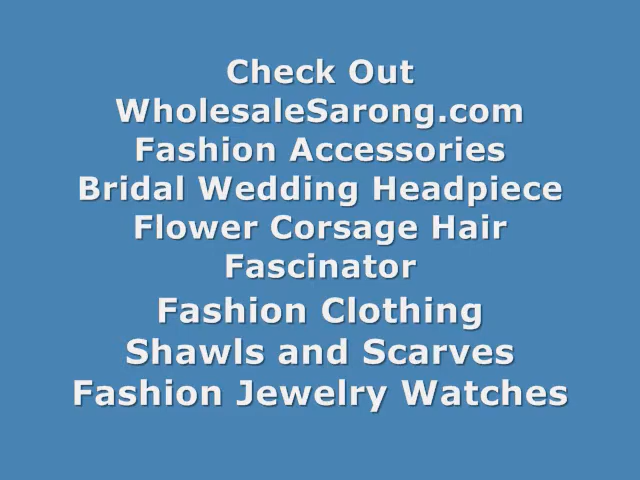 Check Out
WholesaleSarong.com
Fashion Accessories
Bridal Wedding Headpiece
Flower Corsage Hair
Fascinator
Fashion Clothing
Shawls and Scarves
Fashion Jewelry Watches